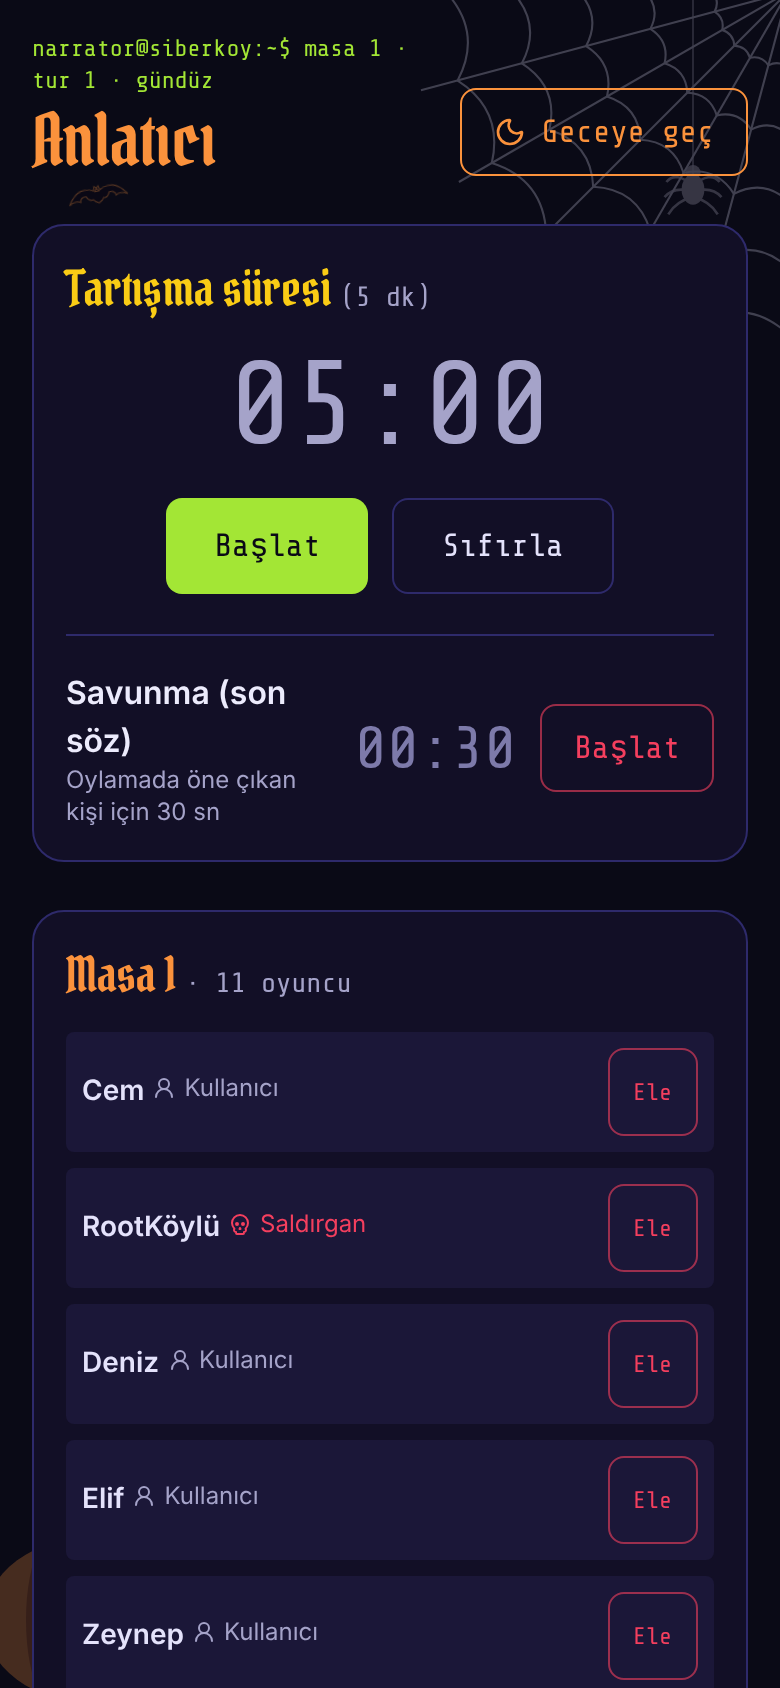 narrator@siberkoy:~$ masa 1 ·
tur 1 · gündüz
Anlatıcı
Geceye geç
Tartışma süresi (5 dk)
05:00
Başlat
Sıfırla
Savunma (son
söz)
Oylamada öne çıkan
kişi için 30 sn
00:30
Başlat
Masa 1 · 11 oyuncu
Cem Kullanıcı
Ele
RootKöylü Saldırgan
Ele
Deniz Kullanıcı
Ele
Elif Kullanıcı
Ele
Zeynep Kullanıcı
Ele